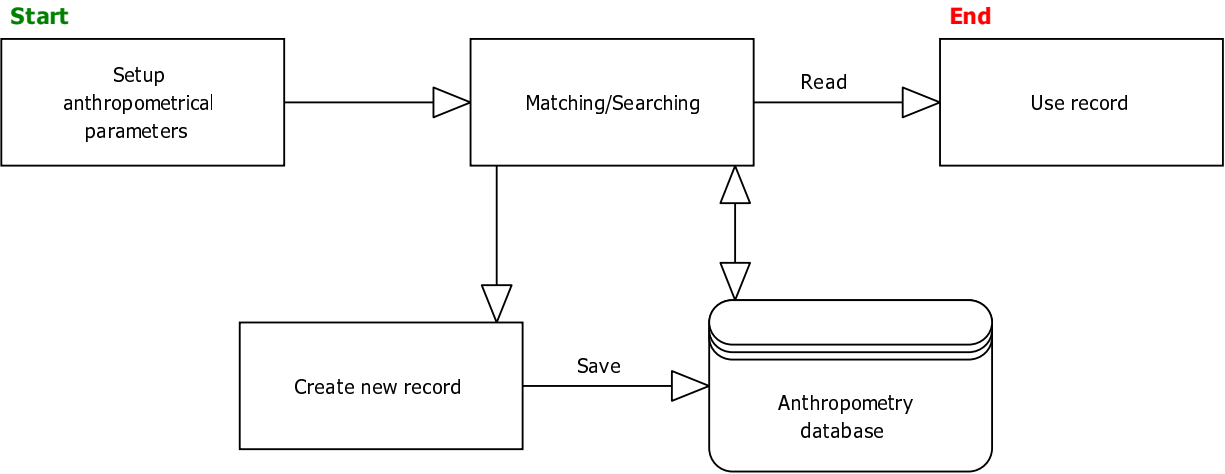 Start
End
Setup
anthropometrical
parameters
Matching/Searching
Read
Use record
Create new record
Save
Anthropometry
database